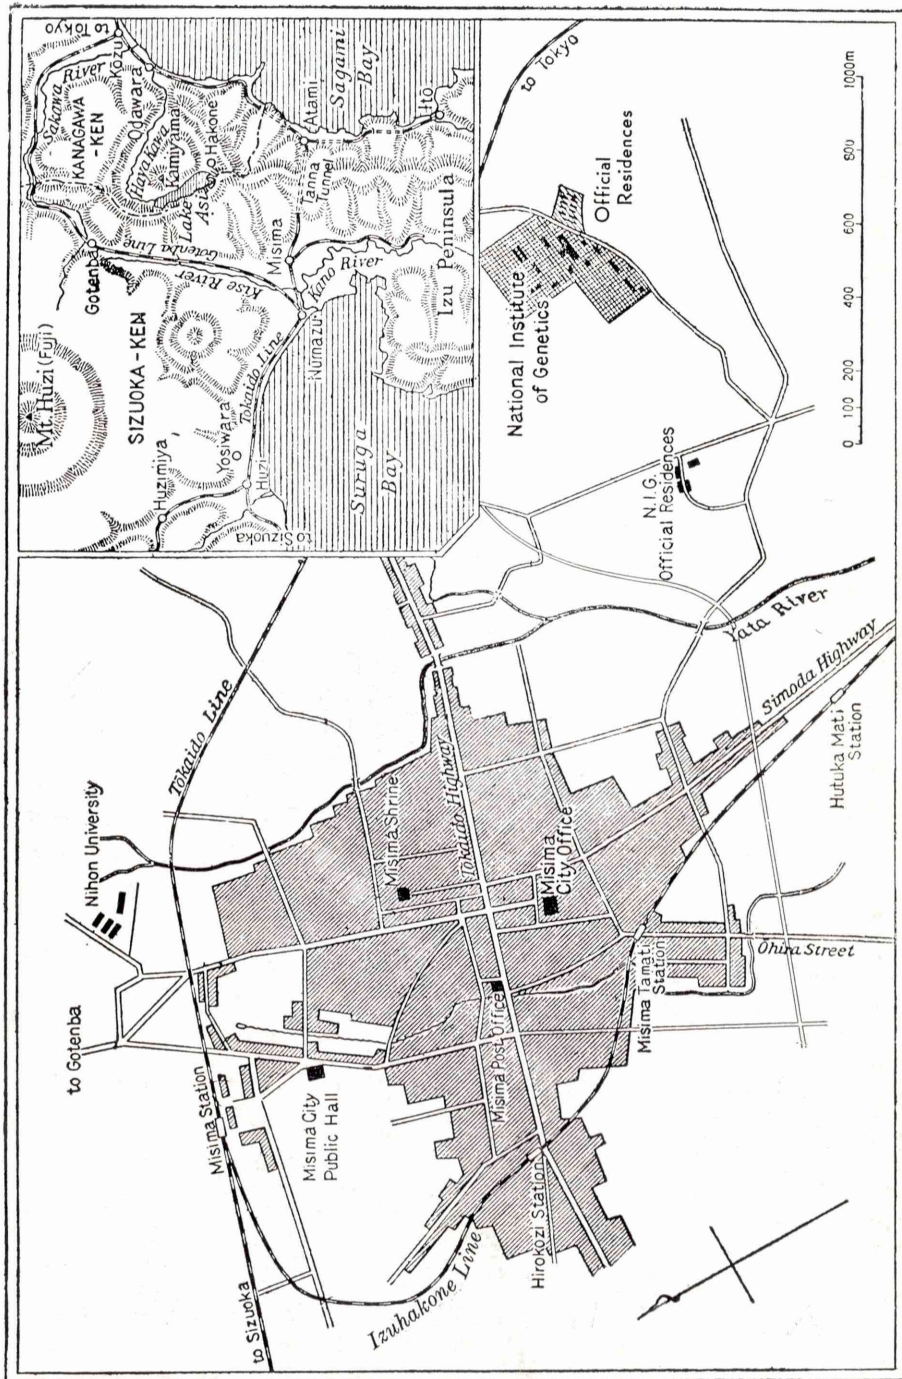 to Tokyo
Kōzu
Sakawa River
KANAGAWA
-KEN
Odawara
Hayakawa
Kamiyama
Lake
Asi
Hakone
Sagami
Bay
Atami
Ito
Tanna
Tunnel
Gotenba
Gotenba Line
Kise River
Misima
Kano River
Izu Peninsula
Mt. Huzi (Fuji)
SIZUOKA-KEN
Numazu
Tokaido Line
Yosiwara
Huzi
Huzimiya
to Sizuoka
Suruga
Bay
to Tokyo
Official
Residences
National Institute
of Genetics
N.I.G.
Official Residences
0 100 200 400 600 800 1000m
Nihon University
Tōkaido Line
to Gotenba
Misima Station
to Sizuoka
Misima City
Public Hall
Misima Shrine
Tōkaido Highway
Misima
City Office
Misima Post Office
Hirokozi Station
Izuhakone Line
Misima Tamati
Station
Ohira Street
Yata River
Simoda Highway
Hutuka Mati
Station